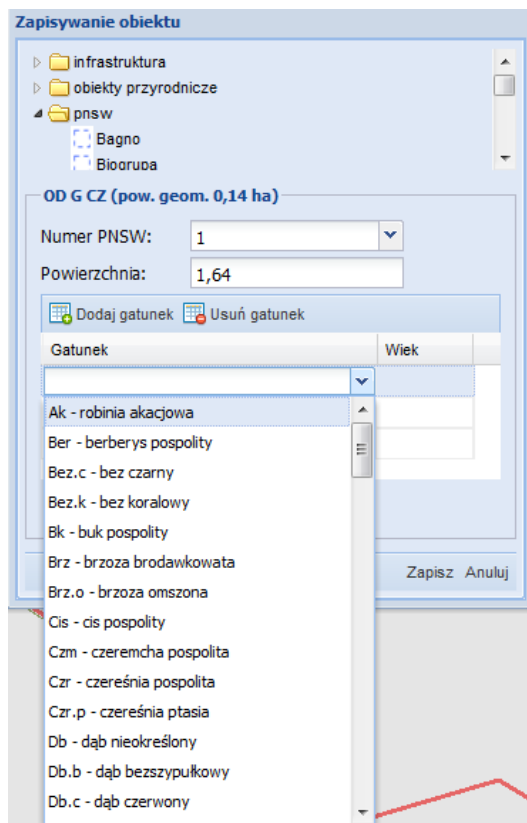 Zapisywanie obiektu
infrastruktura
obiekty przyrodnicze
pnsw
Bagno
Biogrupa
OD G CZ (pow. geom. 0,14 ha)
Numer PNSW: 1
Powierzchnia: 1,64
Dodaj gatunek Usuń gatunek
Gatunek Wiek
Ak - robinia akacjowa
Ber - berberys pospolity
Bez.c - bez czarny
Bez.k - bez koralowy
Bk - buk pospolity
Brz - brzoza brodawkowata
Zapisz Anuluj
Brz.o - brzoza omszona
Cis - cis pospolity
Czm - czeremcha pospolita
Czr - czereśnia pospolita
Czr.p - czereśnia ptasia
Db - dąb nieokreślony
Db.b - dąb bezszypułkowy
Db.c - dąb czerwony